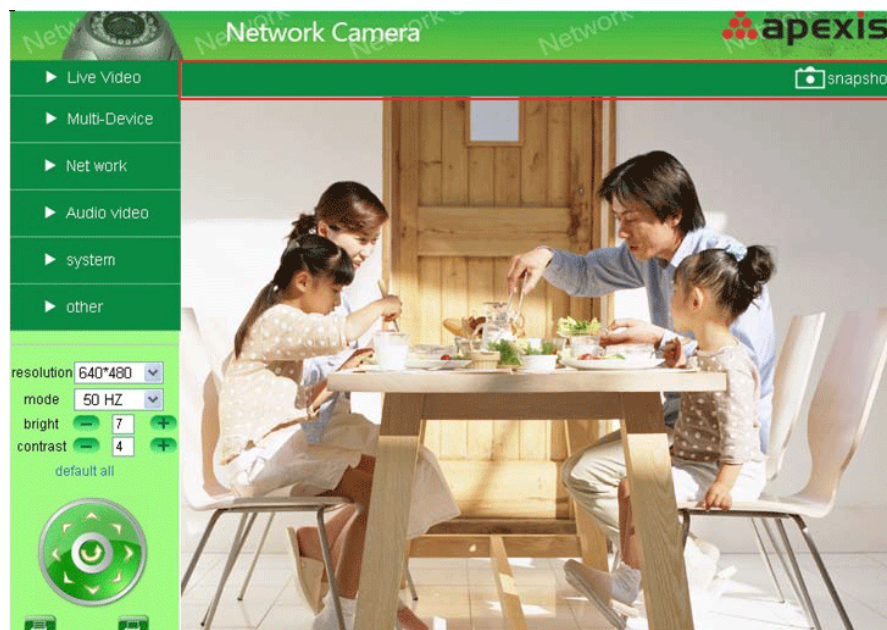 Network Camera
apexis
snapsho
Live Video
Multi-Device
Net work
Audio video
system
other
resolution 640*480
mode 50 HZ
bright 7
contrast 4
default all